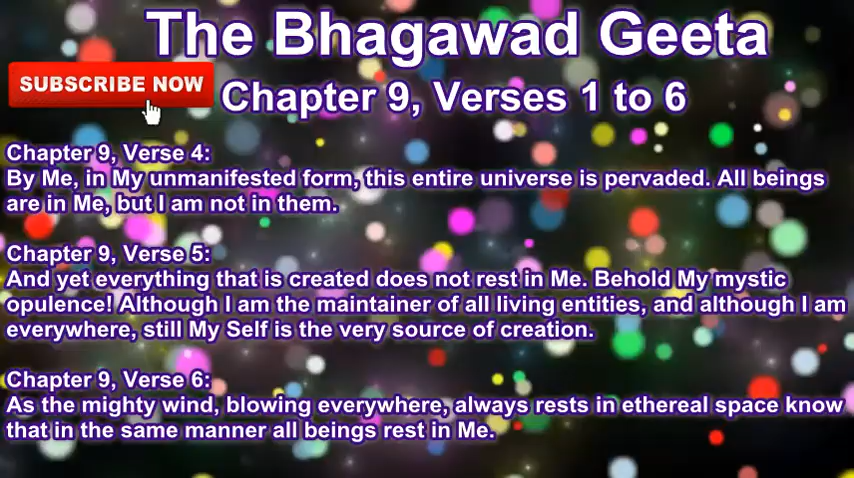 The Bhagawad Geeta
SUBSCRIBE NOW
Chapter 9, Verses 1 to 6
Chapter 9, Verse 4:
By Me, in My unmanifested form, this entire universe is pervaded. All beings
are in Me, but I am not in them.
Chapter 9, Verse 5:
And yet everything that is created does not rest in Me. Behold My mystic
opulence! Although I am the maintainer of all living entities, and although I am
everywhere, still My Self is the very source of creation.
Chapter 9, Verse 6:
As the mighty wind, blowing everywhere, always rests in ethereal space know
that in the same manner all beings rest in Me.